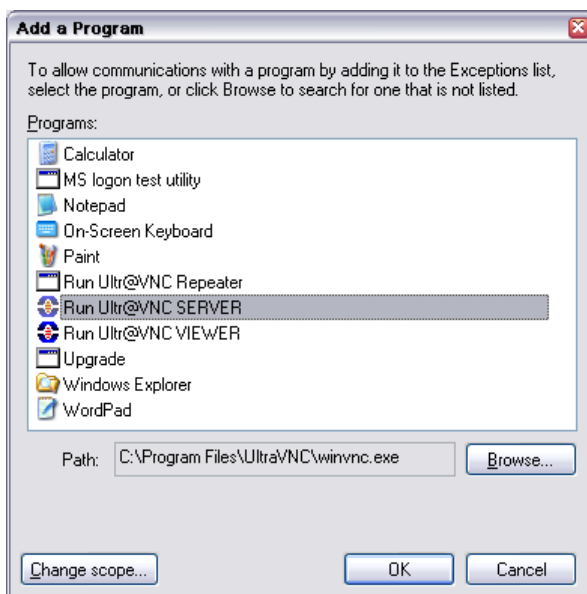 Add a Program
To allow communications with a program by adding it to the Exceptions list,
select the program, or click Browse to search for one that is not listed.
Programs:
Calculator
MS logon test utility
Notepad
On-Screen Keyboard
Paint
Run Ultr@VNC Repeater
Run Ultr@VNC SERVER
Run Ultr@VNC VIEWER
Upgrade
Windows Explorer
WordPad
Path: C:\Program Files\UltraVNC\winvnc.exe Browse...
Change scope... OK Cancel